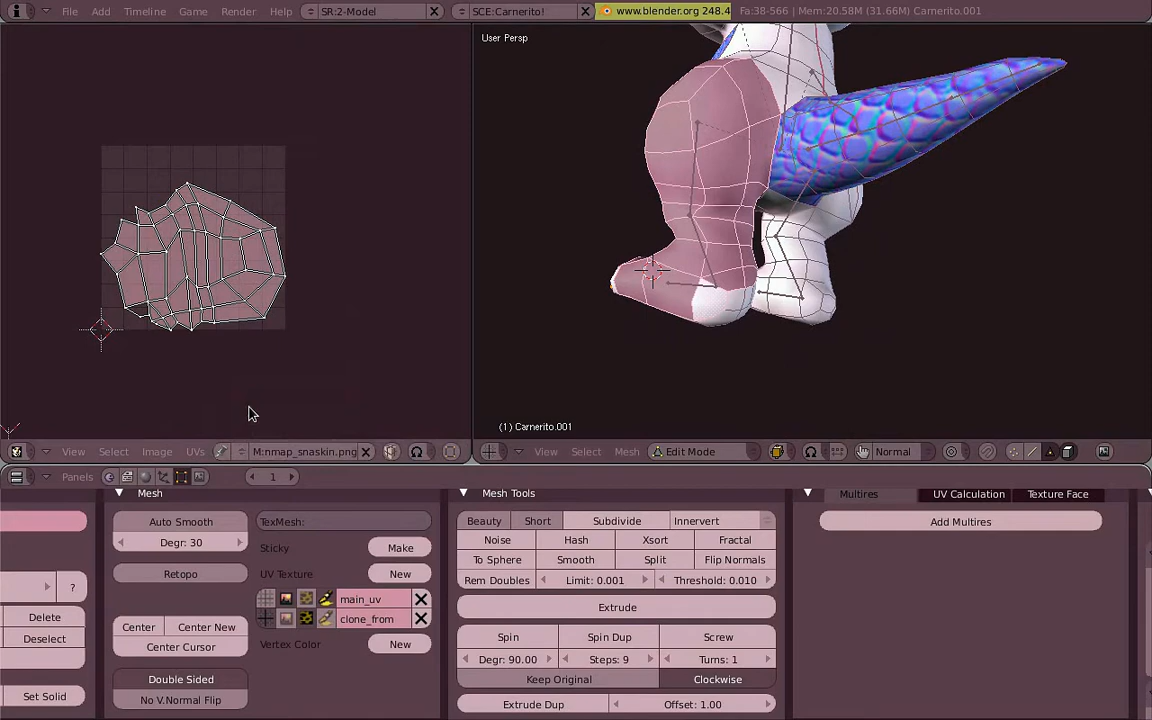 File Add Timeline Game Render Help SR:2-Model SCE:Carnerito! www.blender.org 248.4 Fa:38-566 | Mem:20.58M (31.66M) Carnerito.001
User Persp
(1) Carnerito.001
View Select Image UVs M:nmap_snaskin.png
View Select Mesh Edit Mode Normal
Panels 1
Mesh
Auto Smooth
Degr: 30
Retopo
Center Center New
Center Cursor
Double Sided
No V.Normal Flip
TexMesh:
Sticky Make
UV Texture New
main_uv
clone_from
Vertex Color New
?
Delete
Deselect
Set Solid
Mesh Tools
Beauty Short Subdivide Innervert
Noise Hash Xsort Fractal
To Sphere Smooth Split Flip Normals
Rem Doubles Limit: 0.001 Threshold: 0.010
Extrude
Spin Spin Dup Screw
Degr: 90.00 Steps: 9 Turns: 1
Keep Original Clockwise
Extrude Dup Offset: 1.00
Multires UV Calculation Texture Face
Add Multires